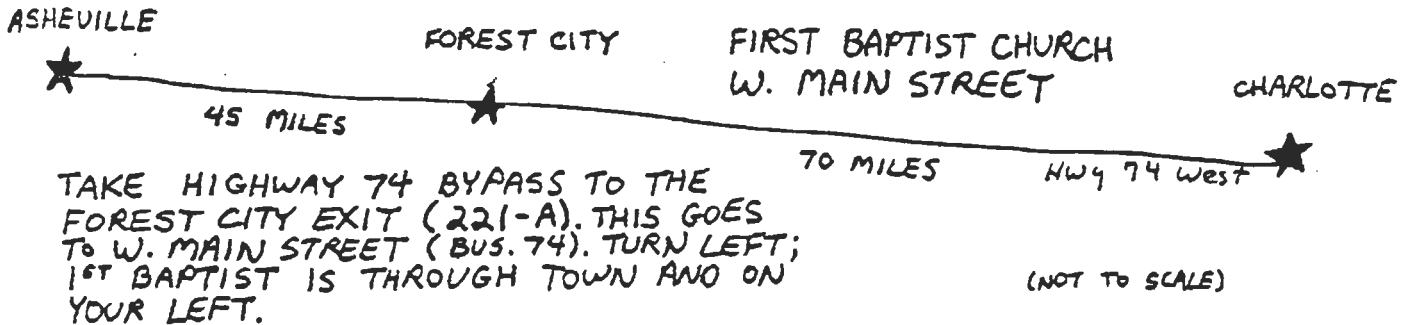 ASHEVILLE
FOREST CITY
FIRST BAPTIST CHURCH
W. MAIN STREET
CHARLOTTE
45 MILES
70 MILES
Hwy 74 West
TAKE HIGHWAY 74 BYPASS TO THE
FOREST CITY EXIT (221-A). THIS GOES
TO W. MAIN STREET (BUS. 74). TURN LEFT;
1ST BAPTIST IS THROUGH TOWN AND ON
YOUR LEFT.
(NOT TO SCALE)